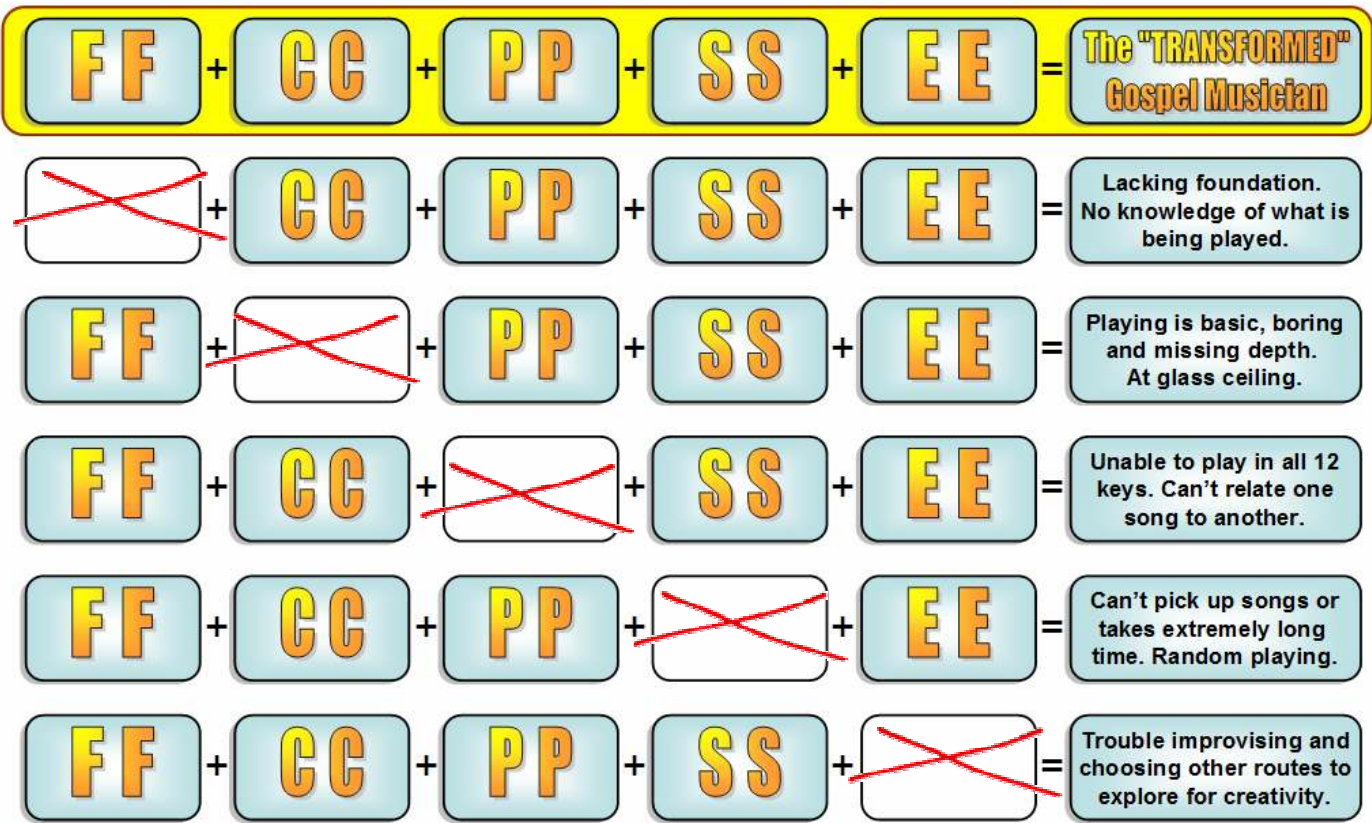 FF + CC + PP + SS + EE = The "TRANSFORMED"
Gospel Musician
+ CC + PP + SS + EE = Lacking foundation.
No knowledge of what is
being played.
FF + + PP + SS + EE = Playing is basic, boring
and missing depth.
At glass ceiling.
FF + CC + + SS + EE = Unable to play in all 12
keys. Can't relate one
song to another.
FF + CC + PP + + EE = Can't pick up songs or
takes extremely long
time. Random playing.
FF + CC + PP + SS + = Trouble improvising and
choosing other routes to
explore for creativity.